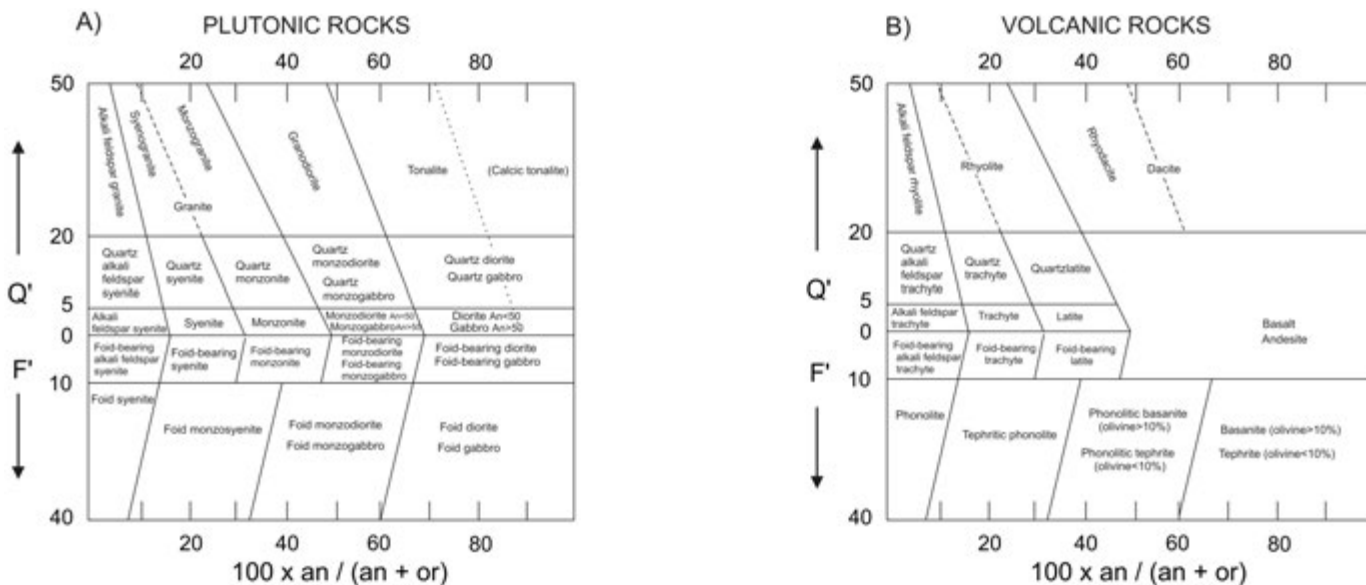 A) PLUTONIC ROCKS
20 40 60 80
50
Alkali feldspar granite
Syenogranite
Monzogranite
Granite
Granodiorite
Tonalite
(Calcic tonalite)
20
Quartz
alkali
feldspar
syenite
Quartz
syenite
Quartz
monzonite
Quartz
monzodiorite
Quartz
monzogabbro
Quartz diorite
Quartz gabbro
Q'
5
Alkali
feldspar syenite
Syenite
Monzonite
Monzodiorite An<50
Monzogabbro An>50
Diorite An<50
Gabbro An>50
0
Foid-bearing
alkali feldspar
syenite
Foid-bearing
syenite
Foid-bearing
monzonite
Foid-bearing
monzodiorite
Foid-bearing
monzogabbro
Foid-bearing diorite
Foid-bearing gabbro
F'
10
Foid syenite
Foid monzosyenite
Foid monzodiorite
Foid monzogabbro
Foid diorite
Foid gabbro
40
20 40 60 80
100 x an / (an + or)
B) VOLCANIC ROCKS
20 40 60 80
50
Alkali feldspar rhyolite
Rhyolite
Rhyodacite
Dacite
20
Quartz
alkali
feldspar
trachyte
Quartz
trachyte
Quartzlatite
Q'
5
Alkali feldspar
trachyte
Trachyte
Latite
Basalt
Andesite
0
Foid-bearing
alkali feldspar
trachyte
Foid-bearing
trachyte
Foid-bearing
latite
F'
10
Phonolite
Tephritic phonolite
Phonolitic basanite
(olivine>10%)
Phonolitic tephrite
(olivine<10%)
Basanite (olivine>10%)
Tephrite (olivine<10%)
40
20 40 60 80
100 x an / (an + or)